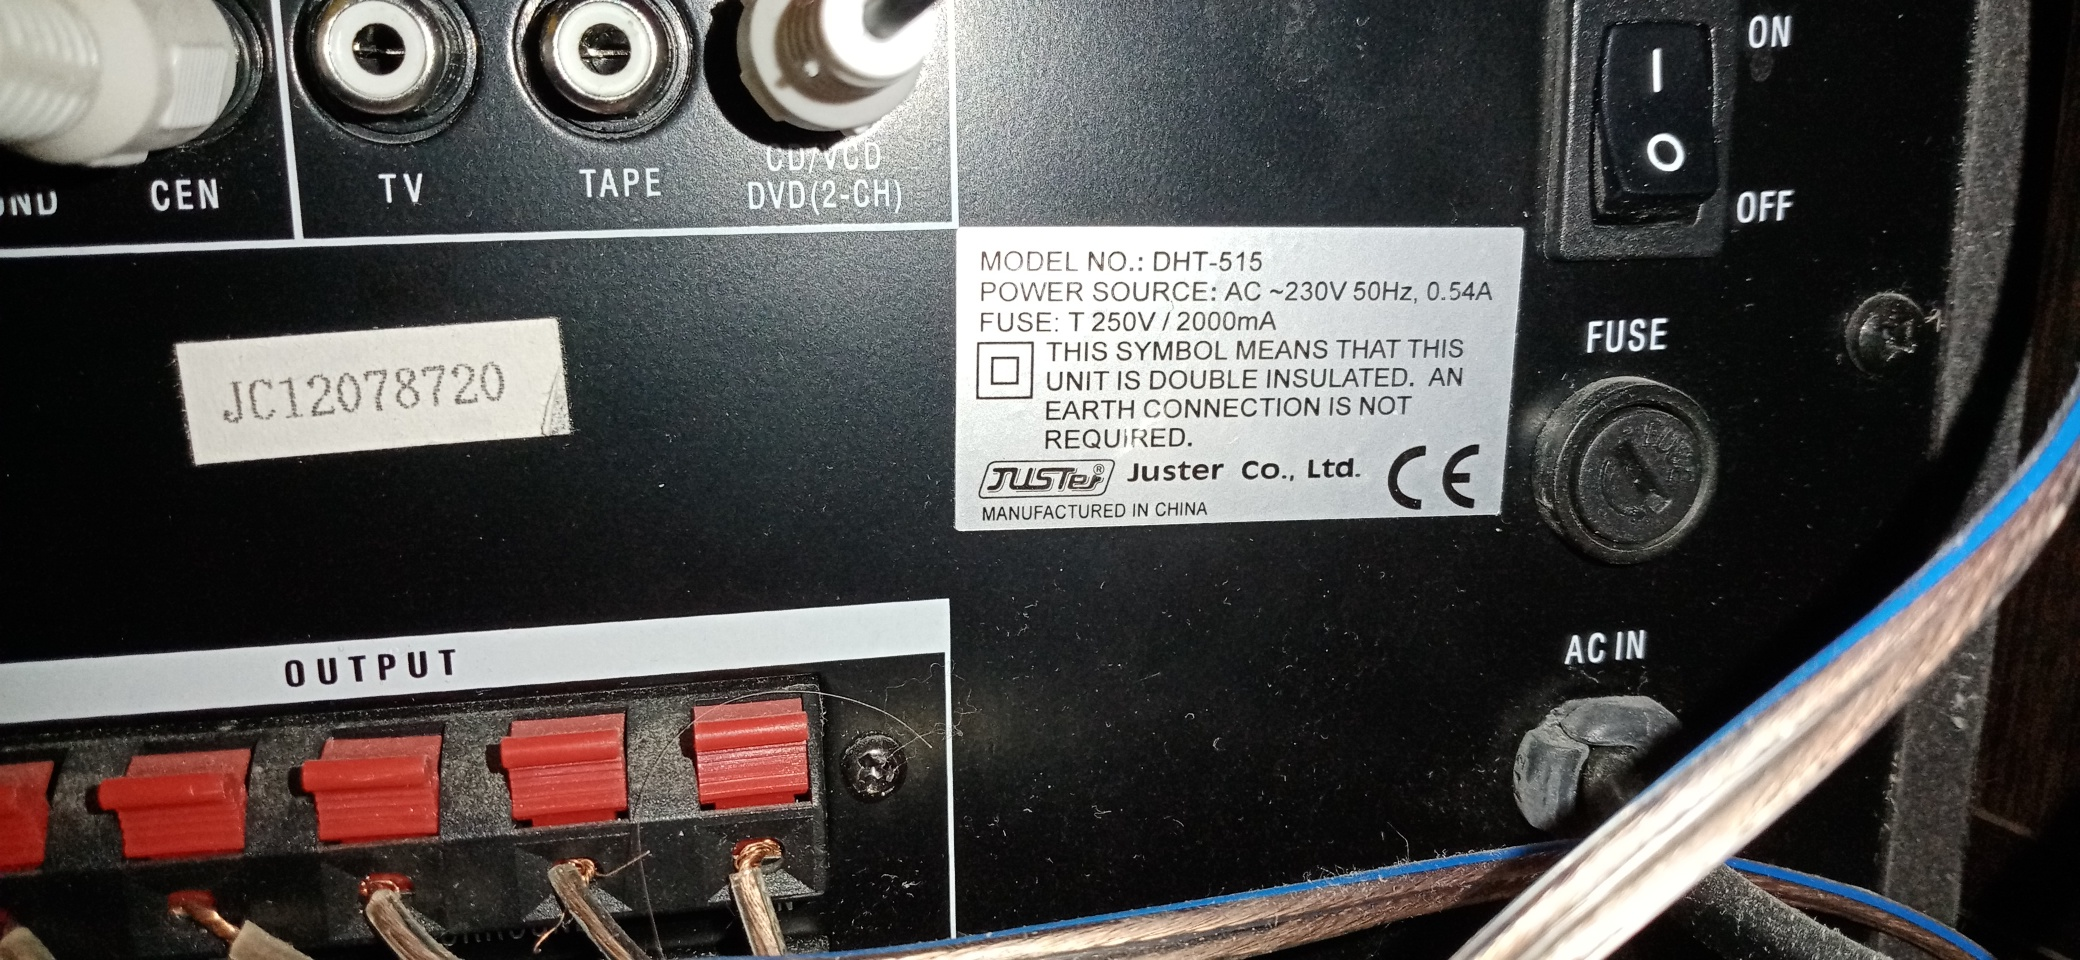 ON
I
O
OFF
CEN
TV
TAPE
CD/VCD
DVD(2-CH)
MODEL NO.: DHT-515
POWER SOURCE: AC ~230V 50Hz, 0.54A
FUSE: T 250V / 2000mA
THIS SYMBOL MEANS THAT THIS
UNIT IS DOUBLE INSULATED. AN
EARTH CONNECTION IS NOT
REQUIRED.
JUSTer® Juster Co., Ltd. CE
MANUFACTURED IN CHINA
JC12078720
FUSE
FUSE
AC IN
OUTPUT